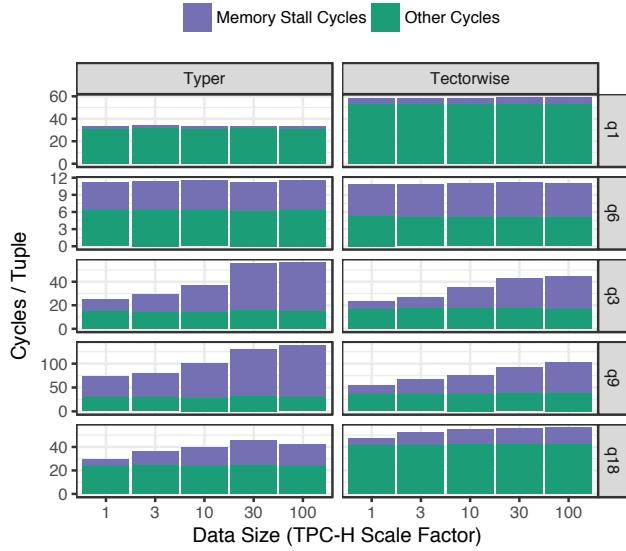 Memory Stall Cycles Other Cycles
Typer Tectorwise
60
40
20
0
q1
12
9
6
3
0
q6
40
20
0
q3
100
50
0
q9
40
20
0
q18
Cycles / Tuple
1 3 10 30 100 1 3 10 30 100
Data Size (TPC-H Scale Factor)